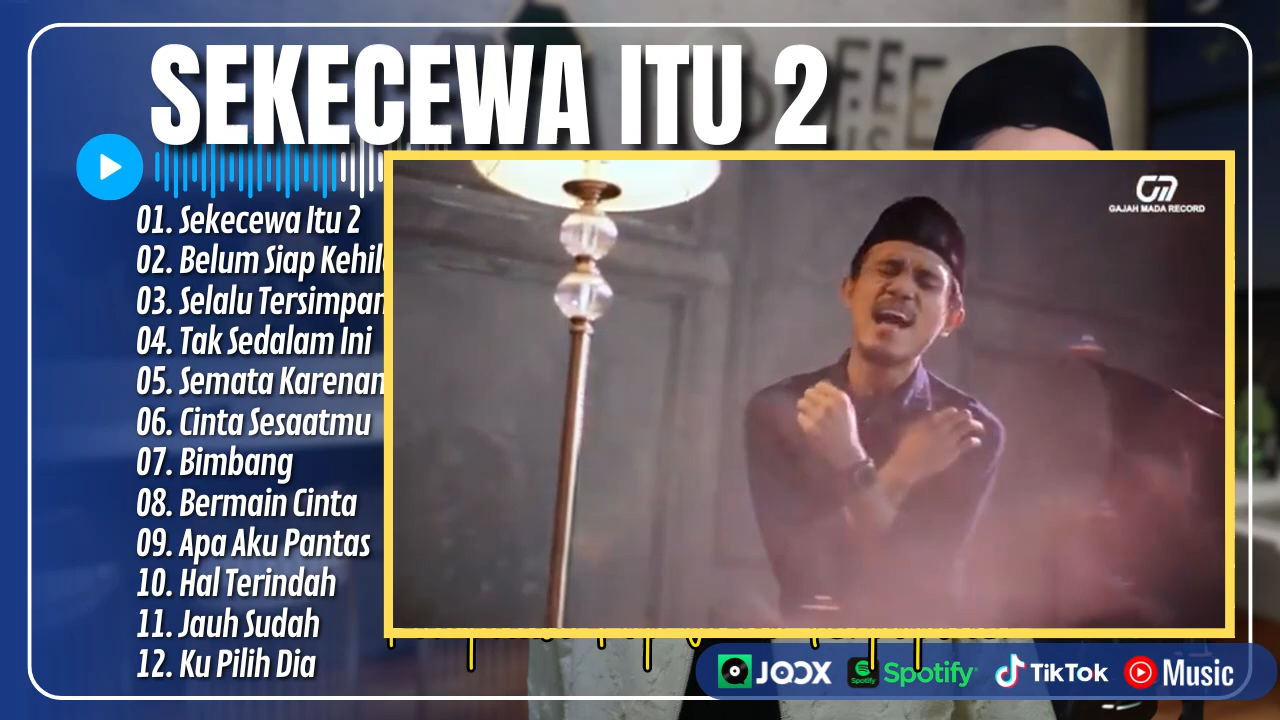 SEKECEWA ITU 2
GAJAH MADA RECORD
01. Sekecewa Itu 2
02. Belum Siap
03. Selalu Tersimpan
04. Tak Sedalam Ini
05. Semata
06. Cinta Sesaatmu
07. Bimbang
08. Bermain Cinta
09. Apa Aku Pantas
10. Hal Terindah
11. Jauh Sudah
12. Ku Pilih Dia
JOOX Spotify Spotify TikTok Music